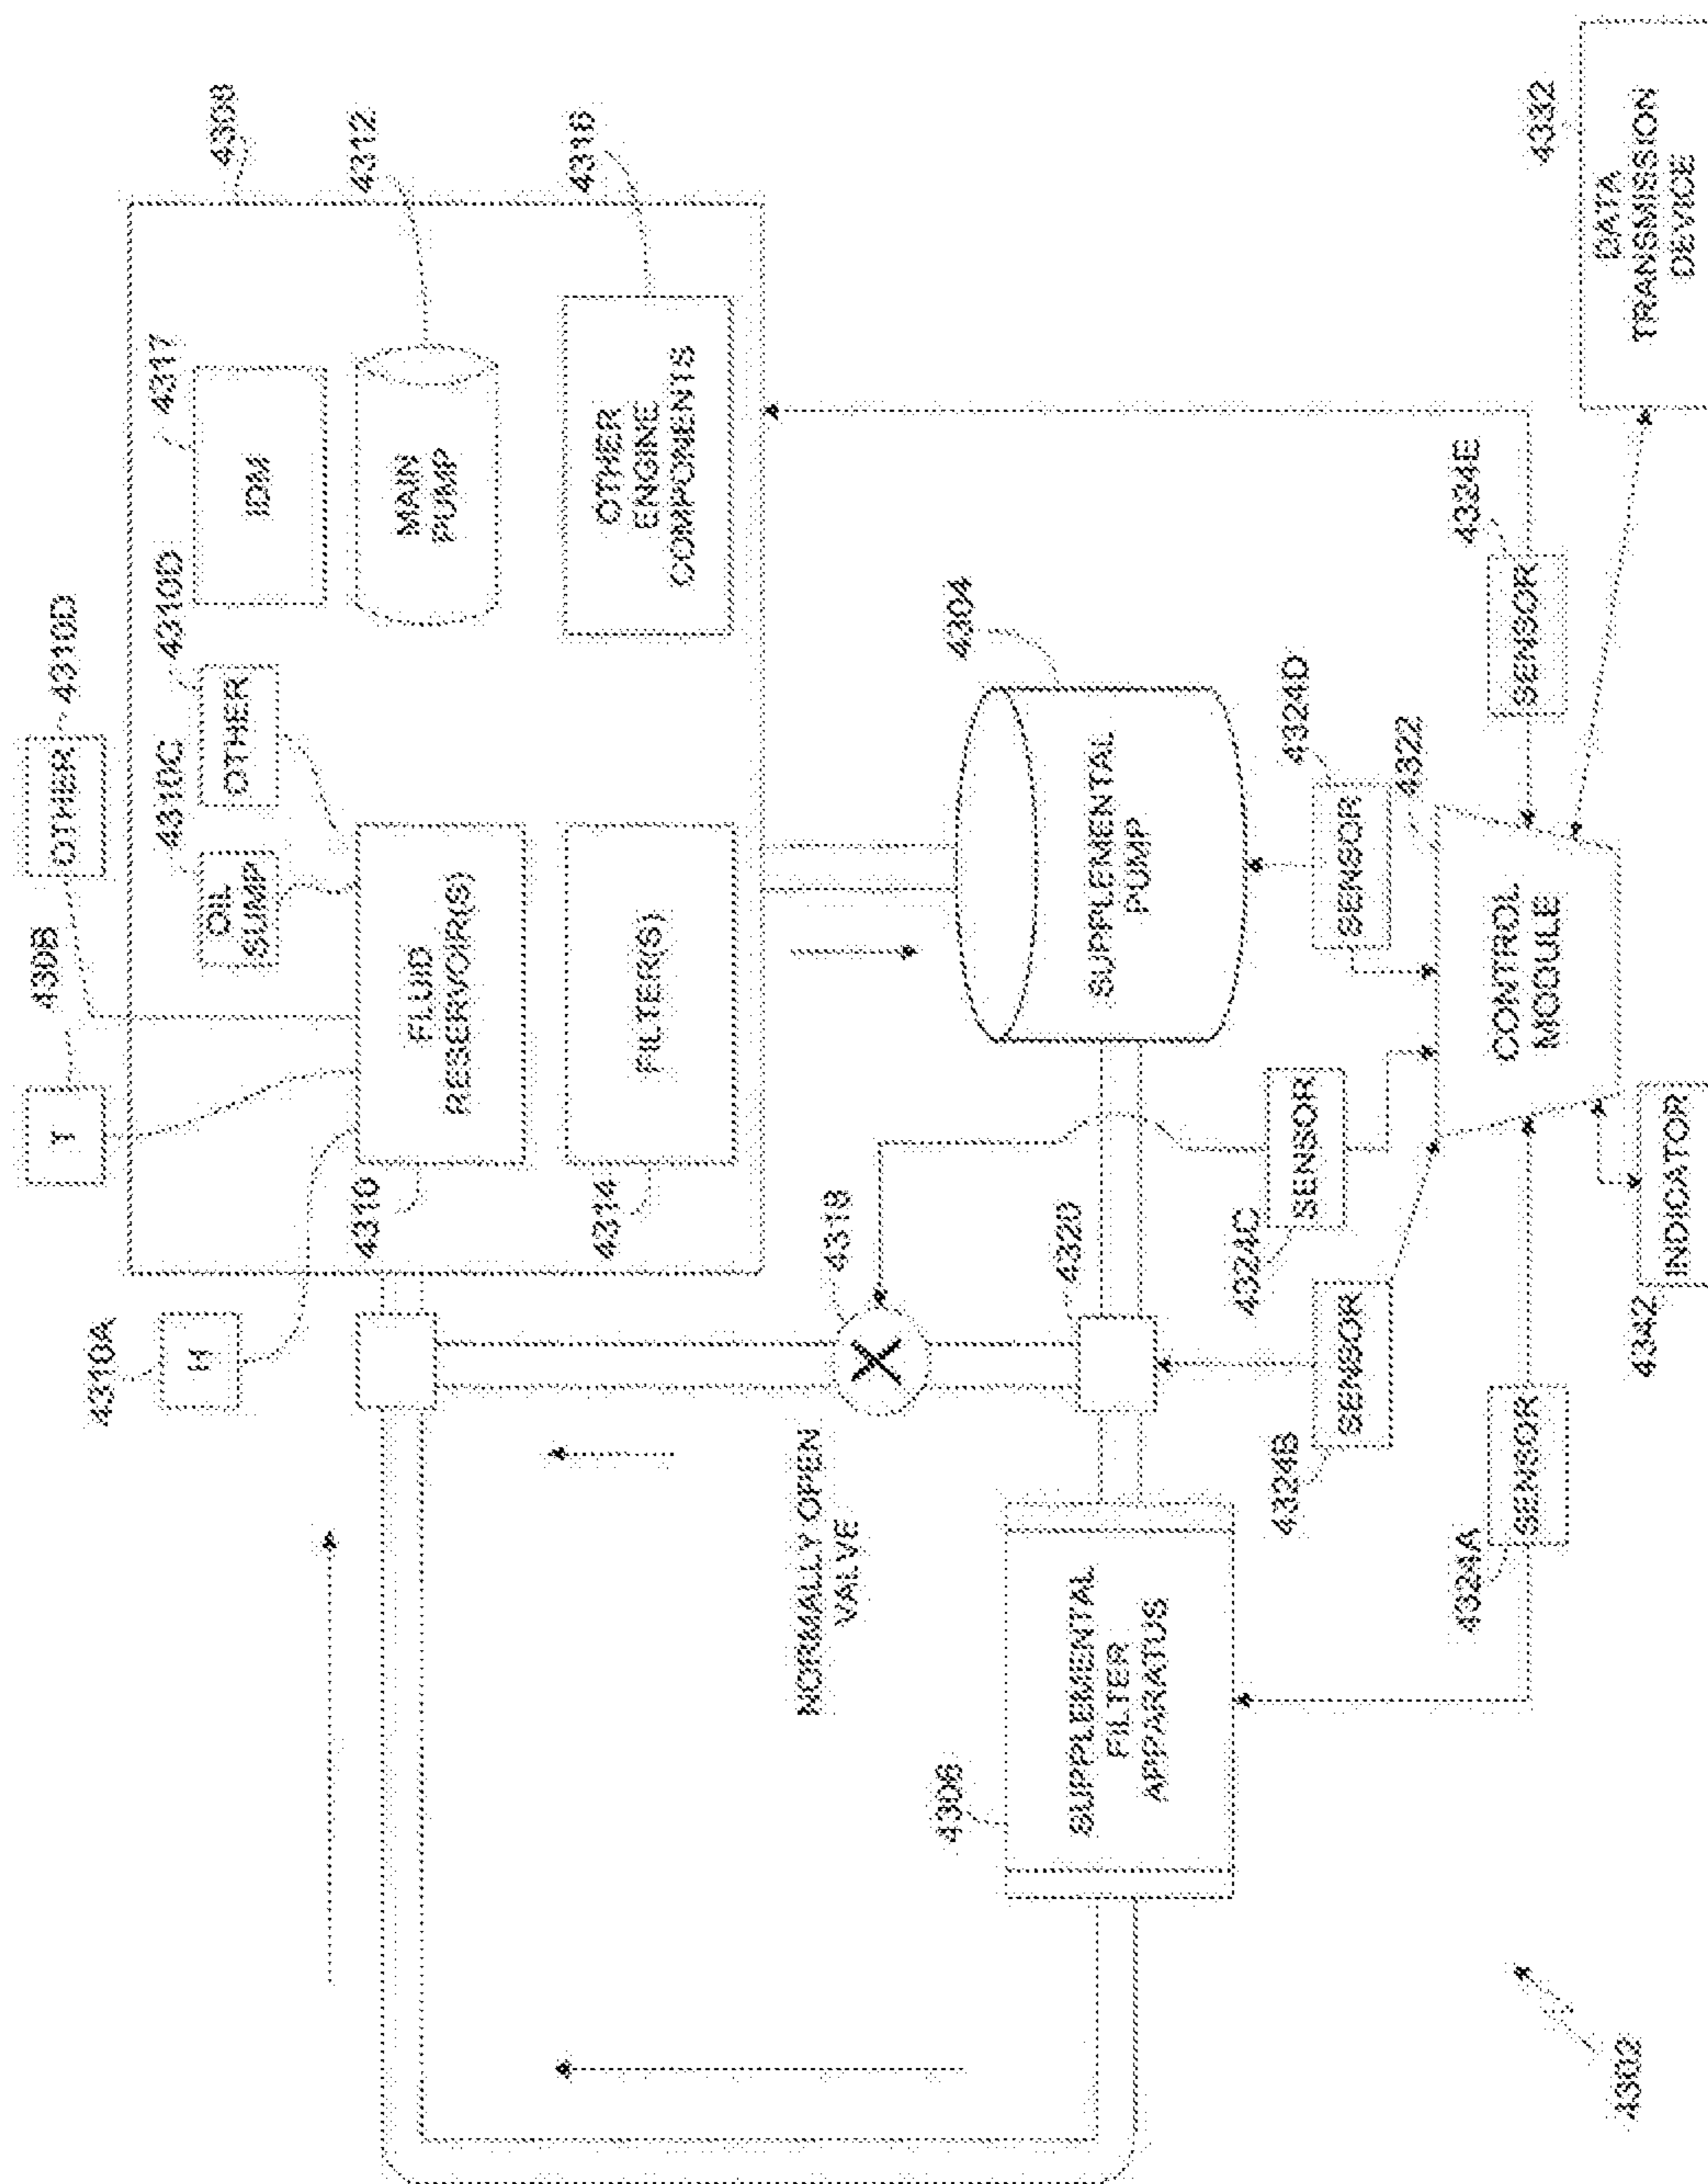 T
430B
OTHER
4310D
4310A
H
4310C
OIL
SUMP
4310D
OTHER
4317
IDM
4308
4310
FLUID
RESERVOIR(S)
MAIN
PUMP
4312
4314
FILTER(S)
OTHER
ENGINE
COMPONENTS
4316
NORMALLY OPEN
VALVE
4318
4306
SUPPLEMENTAL
FILTER
APPARATUS
4320
SUPPLEMENTAL
PUMP
4304
4324B
SENSOR
4324C
SENSOR
4324D
SENSOR
4322
4324A
SENSOR
CONTROL
MODULE
SENSOR
4332
DATA
TRANSMISSION
DEVICE
4302
4342
INDICATOR